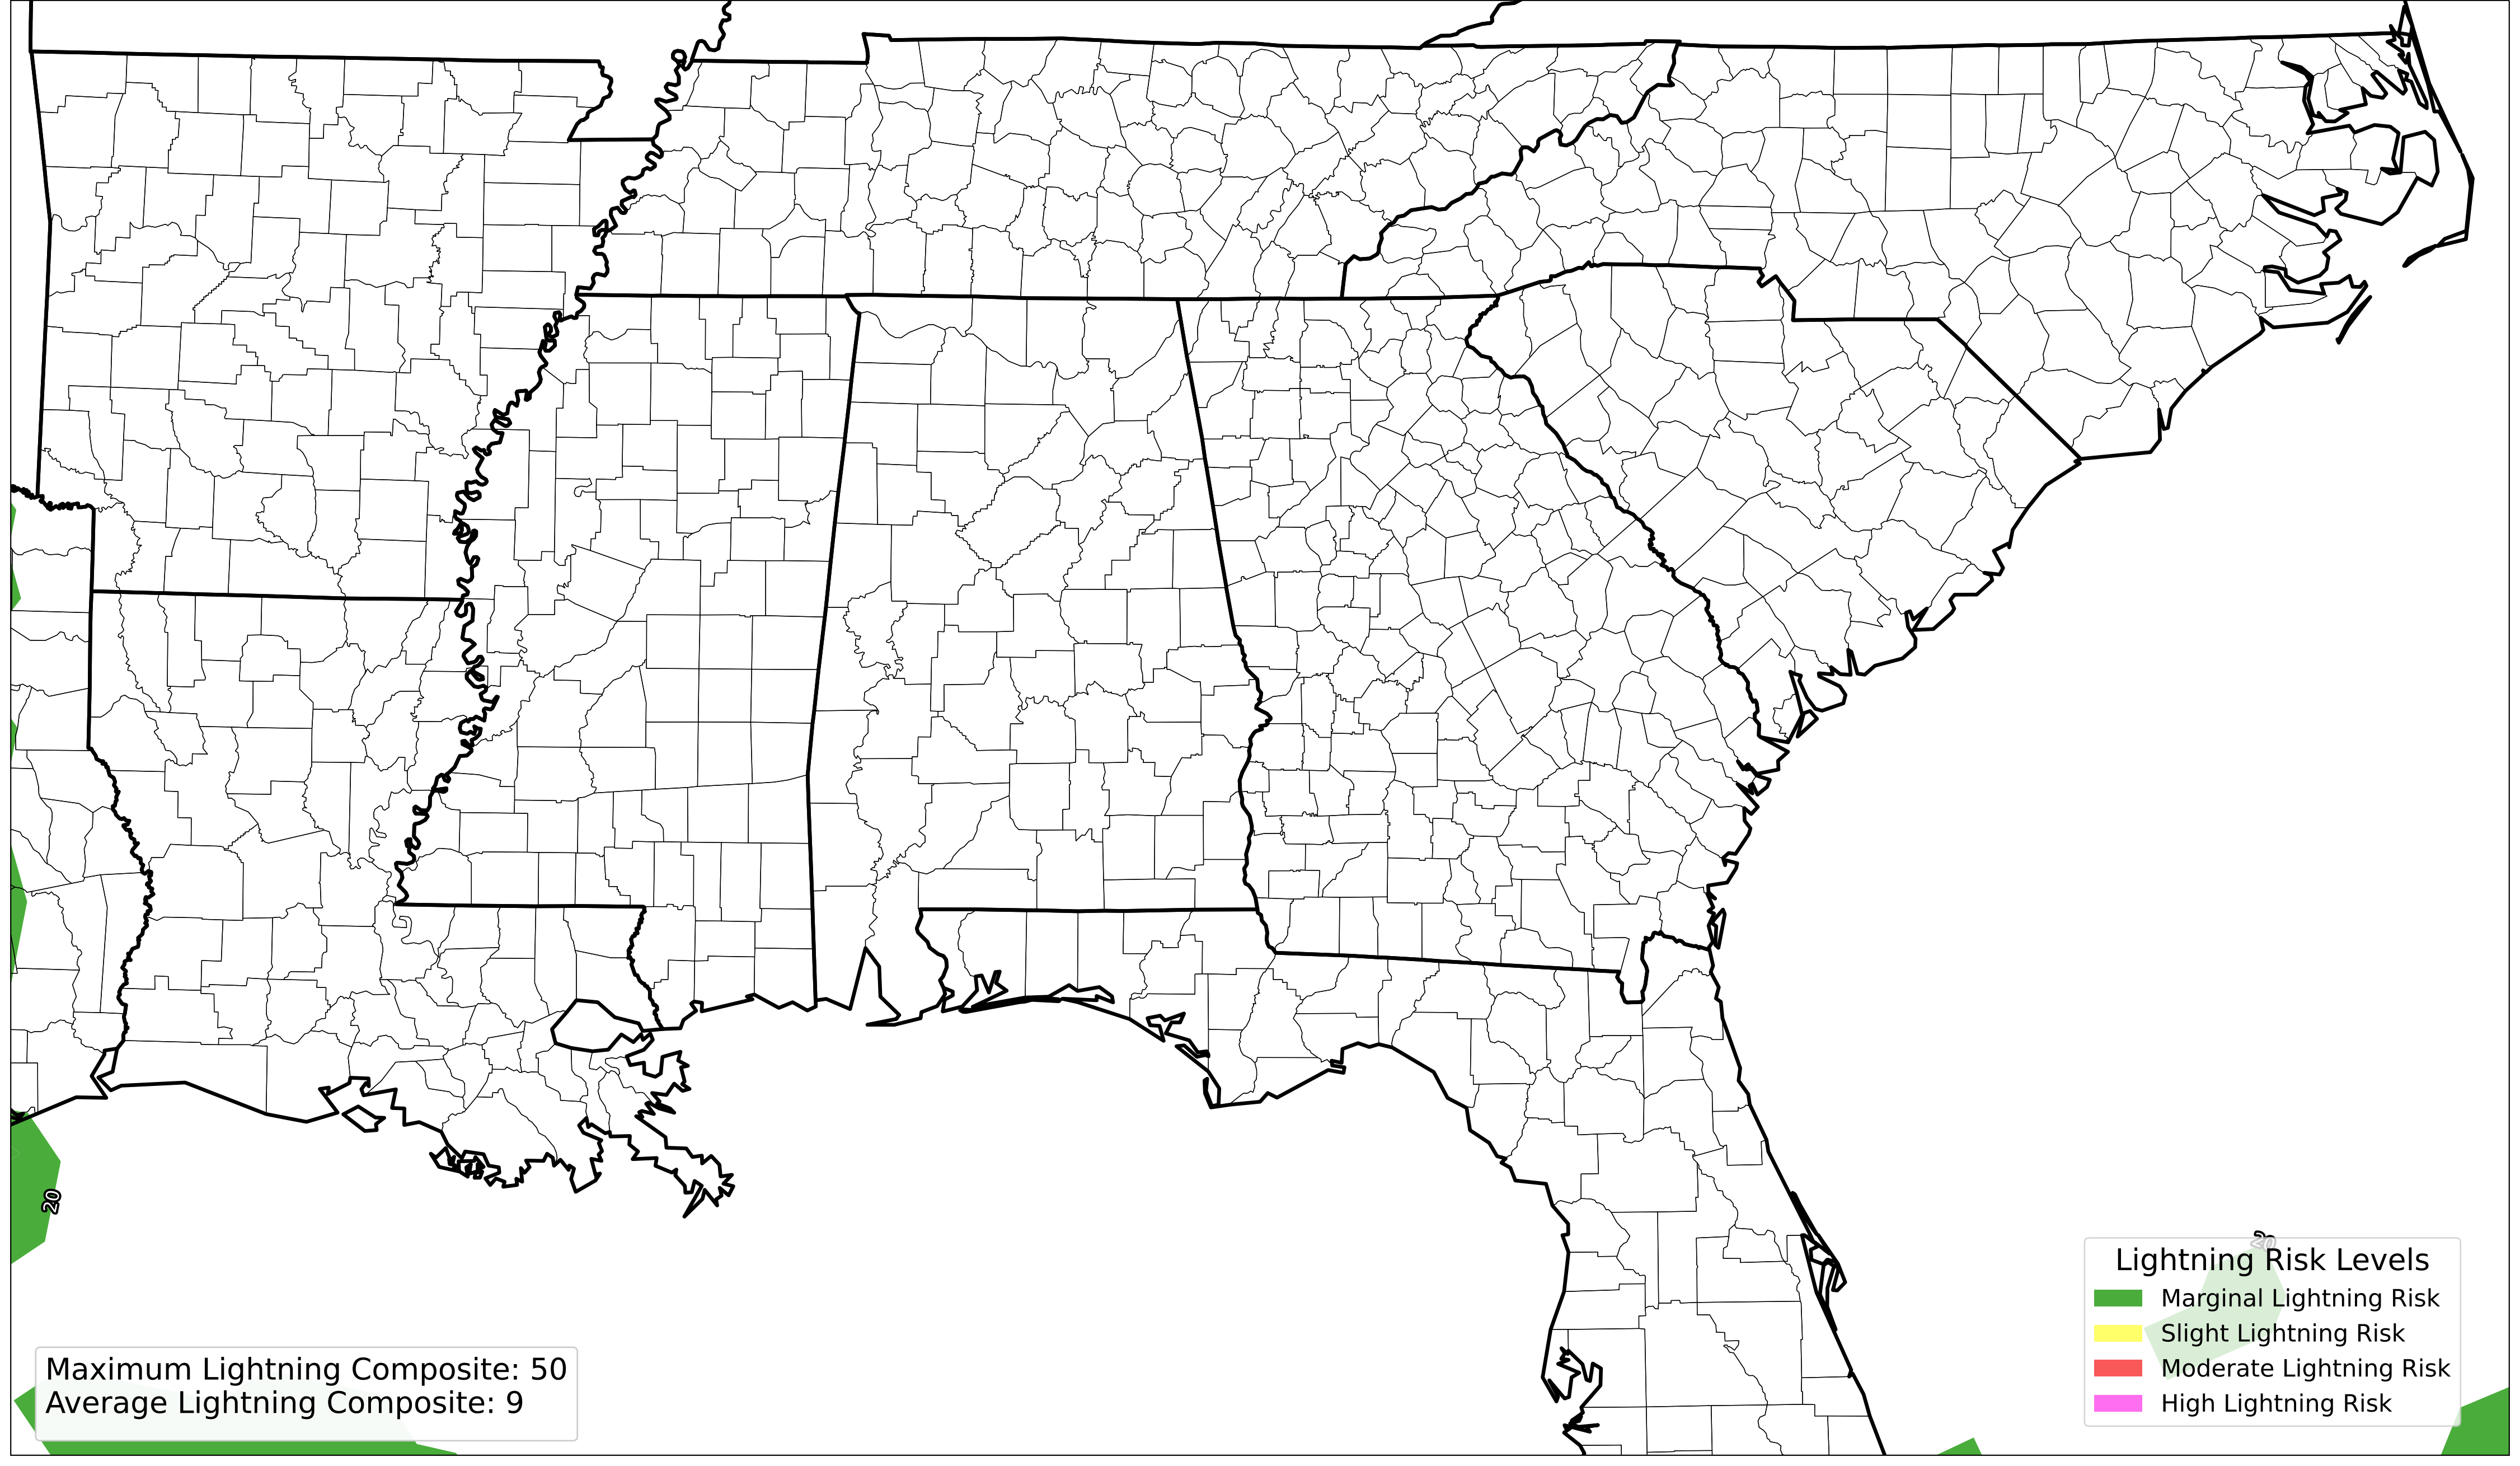 20
20
Lightning Risk Levels
Marginal Lightning Risk
Slight Lightning Risk
Moderate Lightning Risk
High Lightning Risk
Maximum Lightning Composite: 50
Average Lightning Composite: 9